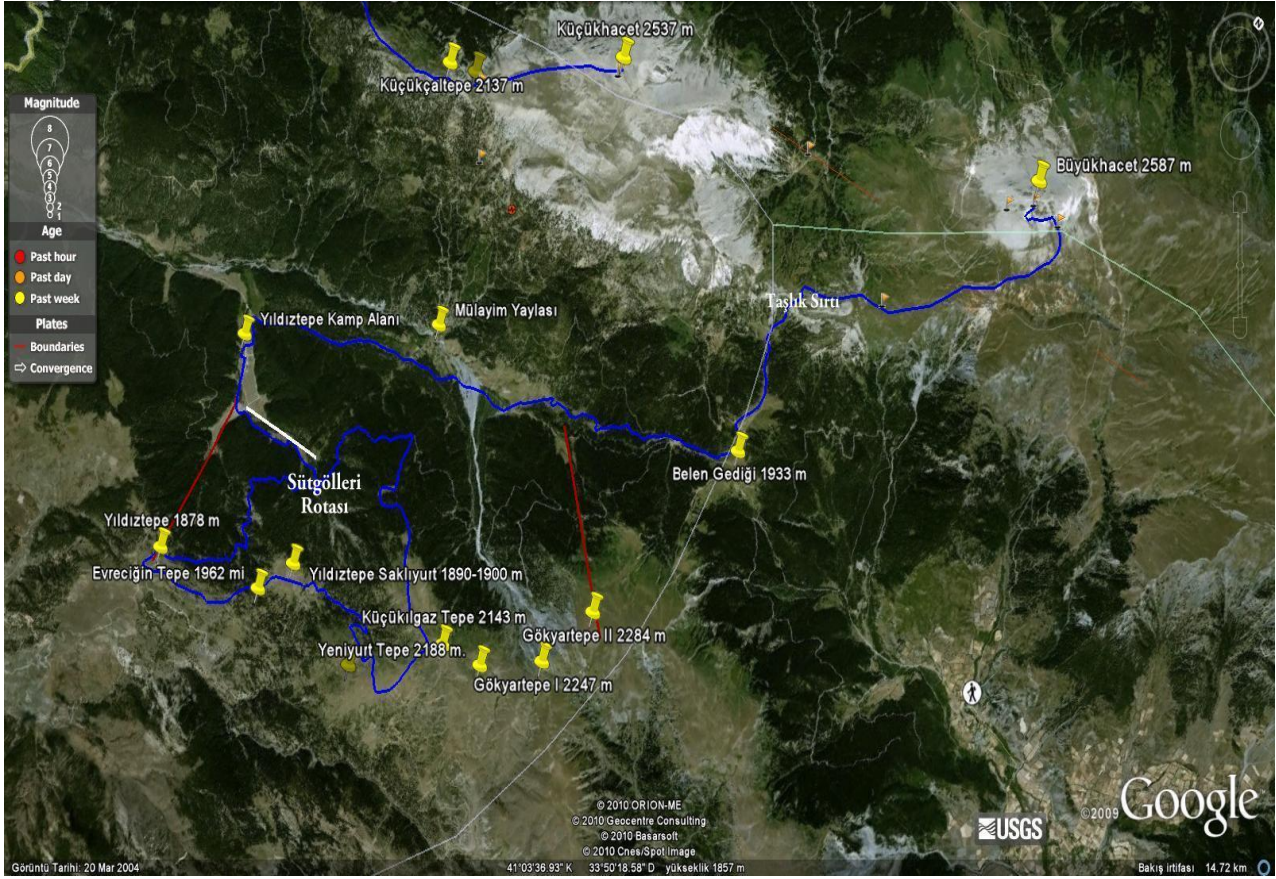 Küçükhacet 2537 m
Küçükçaltepe 2137 m
Magnitude
8
7
6
5
4
3
2
1
Age
Past hour
Past day
Past week
Plates
Boundaries
Convergence
Büyükhacet 2587 m
Taşlık Sırtı
Mülayim Yaylası
Yıldıztepe Kamp Alanı
Belen Gediği 1933 m
Sütgölleri
Rotası
Yıldıztepe 1878 m
Evreciğin Tepe 1962 mi
Yıldıztepe Saklıyurt 1890-1900 m
Küçükılgaz Tepe 2143 m
Gökyartepe II 2284 m
Yeniyurt Tepe 2188 m.
Gökyartepe I 2247 m
© 2010 ORION-ME
© 2010 Geocentre Consulting
© 2010 Basarsoft
© 2010 Cnes/Spot Image
USGS
©2009 Google
Görüntü Tarihi: 20 Mar 2004
41°03'36.93" K 33°50'18.58" D yükseklik 1857 m
Bakış irtifası 14.72 km